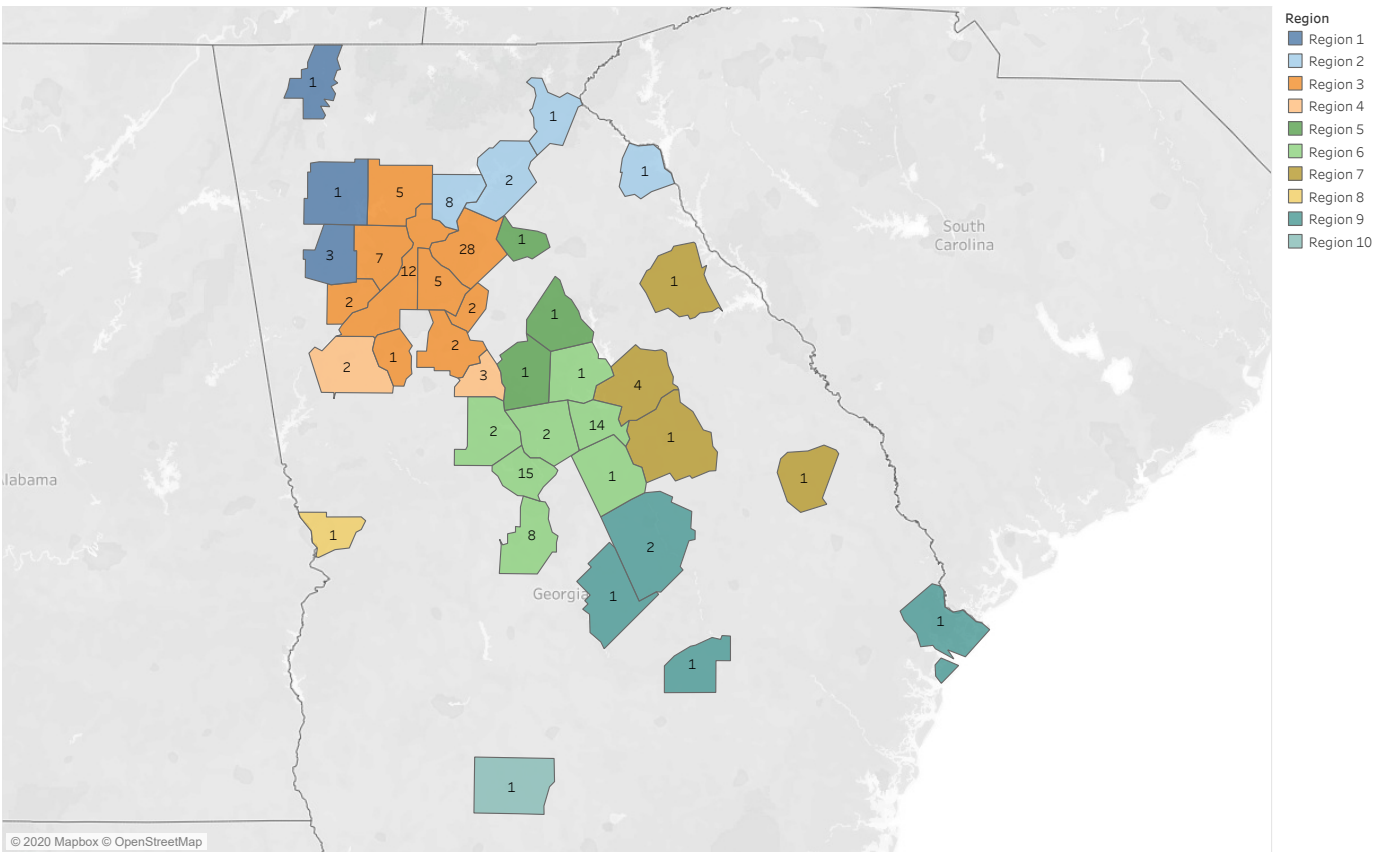 Region
Region 1
Region 2
Region 3
Region 4
Region 5
Region 6
Region 7
Region 8
Region 9
Region 10
1
1
2
1
1
5
8
1
3
7
12
28
5
1
2
2
1
1
2
1
2
3
1
1
4
2
2
14
1
15
1
1
South
Carolina
labama
1
8
2
Georgia
1
1
1
1
© 2020 Mapbox © OpenStreetMap